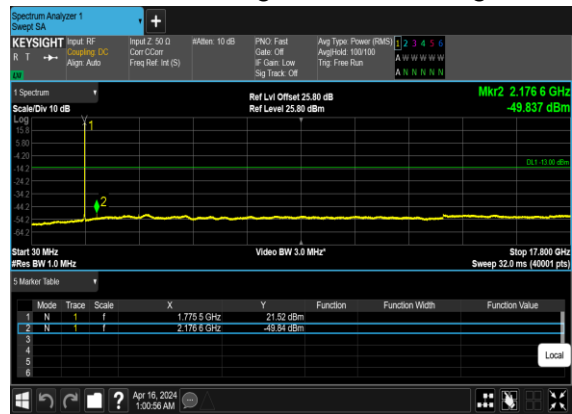 Spectrum Analyzer 1
Swept SA
KEYSIGHT Input: RF Input Z: 50 Ω #Atten: 10 dB PNO: Fast Avg Type: Power (RMS) 1 2 3 4 5 6
R T Coupling: DC Corr CCorr Gate: Off Avg|Hold: 100/100 A W W W W W
Align: Auto Freq Ref: Int (S) IF Gain: Low Trig: Free Run
LW Sig Track: Off A N N N N N
1 Spectrum Ref Lvl Offset 25.80 dB Mkr2 2.176 6 GHz
Scale/Div 10 dB Ref Level 25.80 dBm -49.837 dBm
Log
15.8 1
5.80
-4.20
-14.2 DL1 -13.00 dBm
-24.2
-34.2
-44.2 2
-54.2
-64.2
Start 30 MHz Video BW 3.0 MHz* Stop 17.800 GHz
#Res BW 1.0 MHz Sweep 32.0 ms (40001 pts)
5 Marker Table
Mode Trace Scale X Y Function Function Width Function Value
1 N 1 f 1.775 5 GHz 21.52 dBm
2 N 1 f 2.176 6 GHz -49.84 dBm
3
4
5
6
Local
? Apr 16, 2024
1:00:56 AM